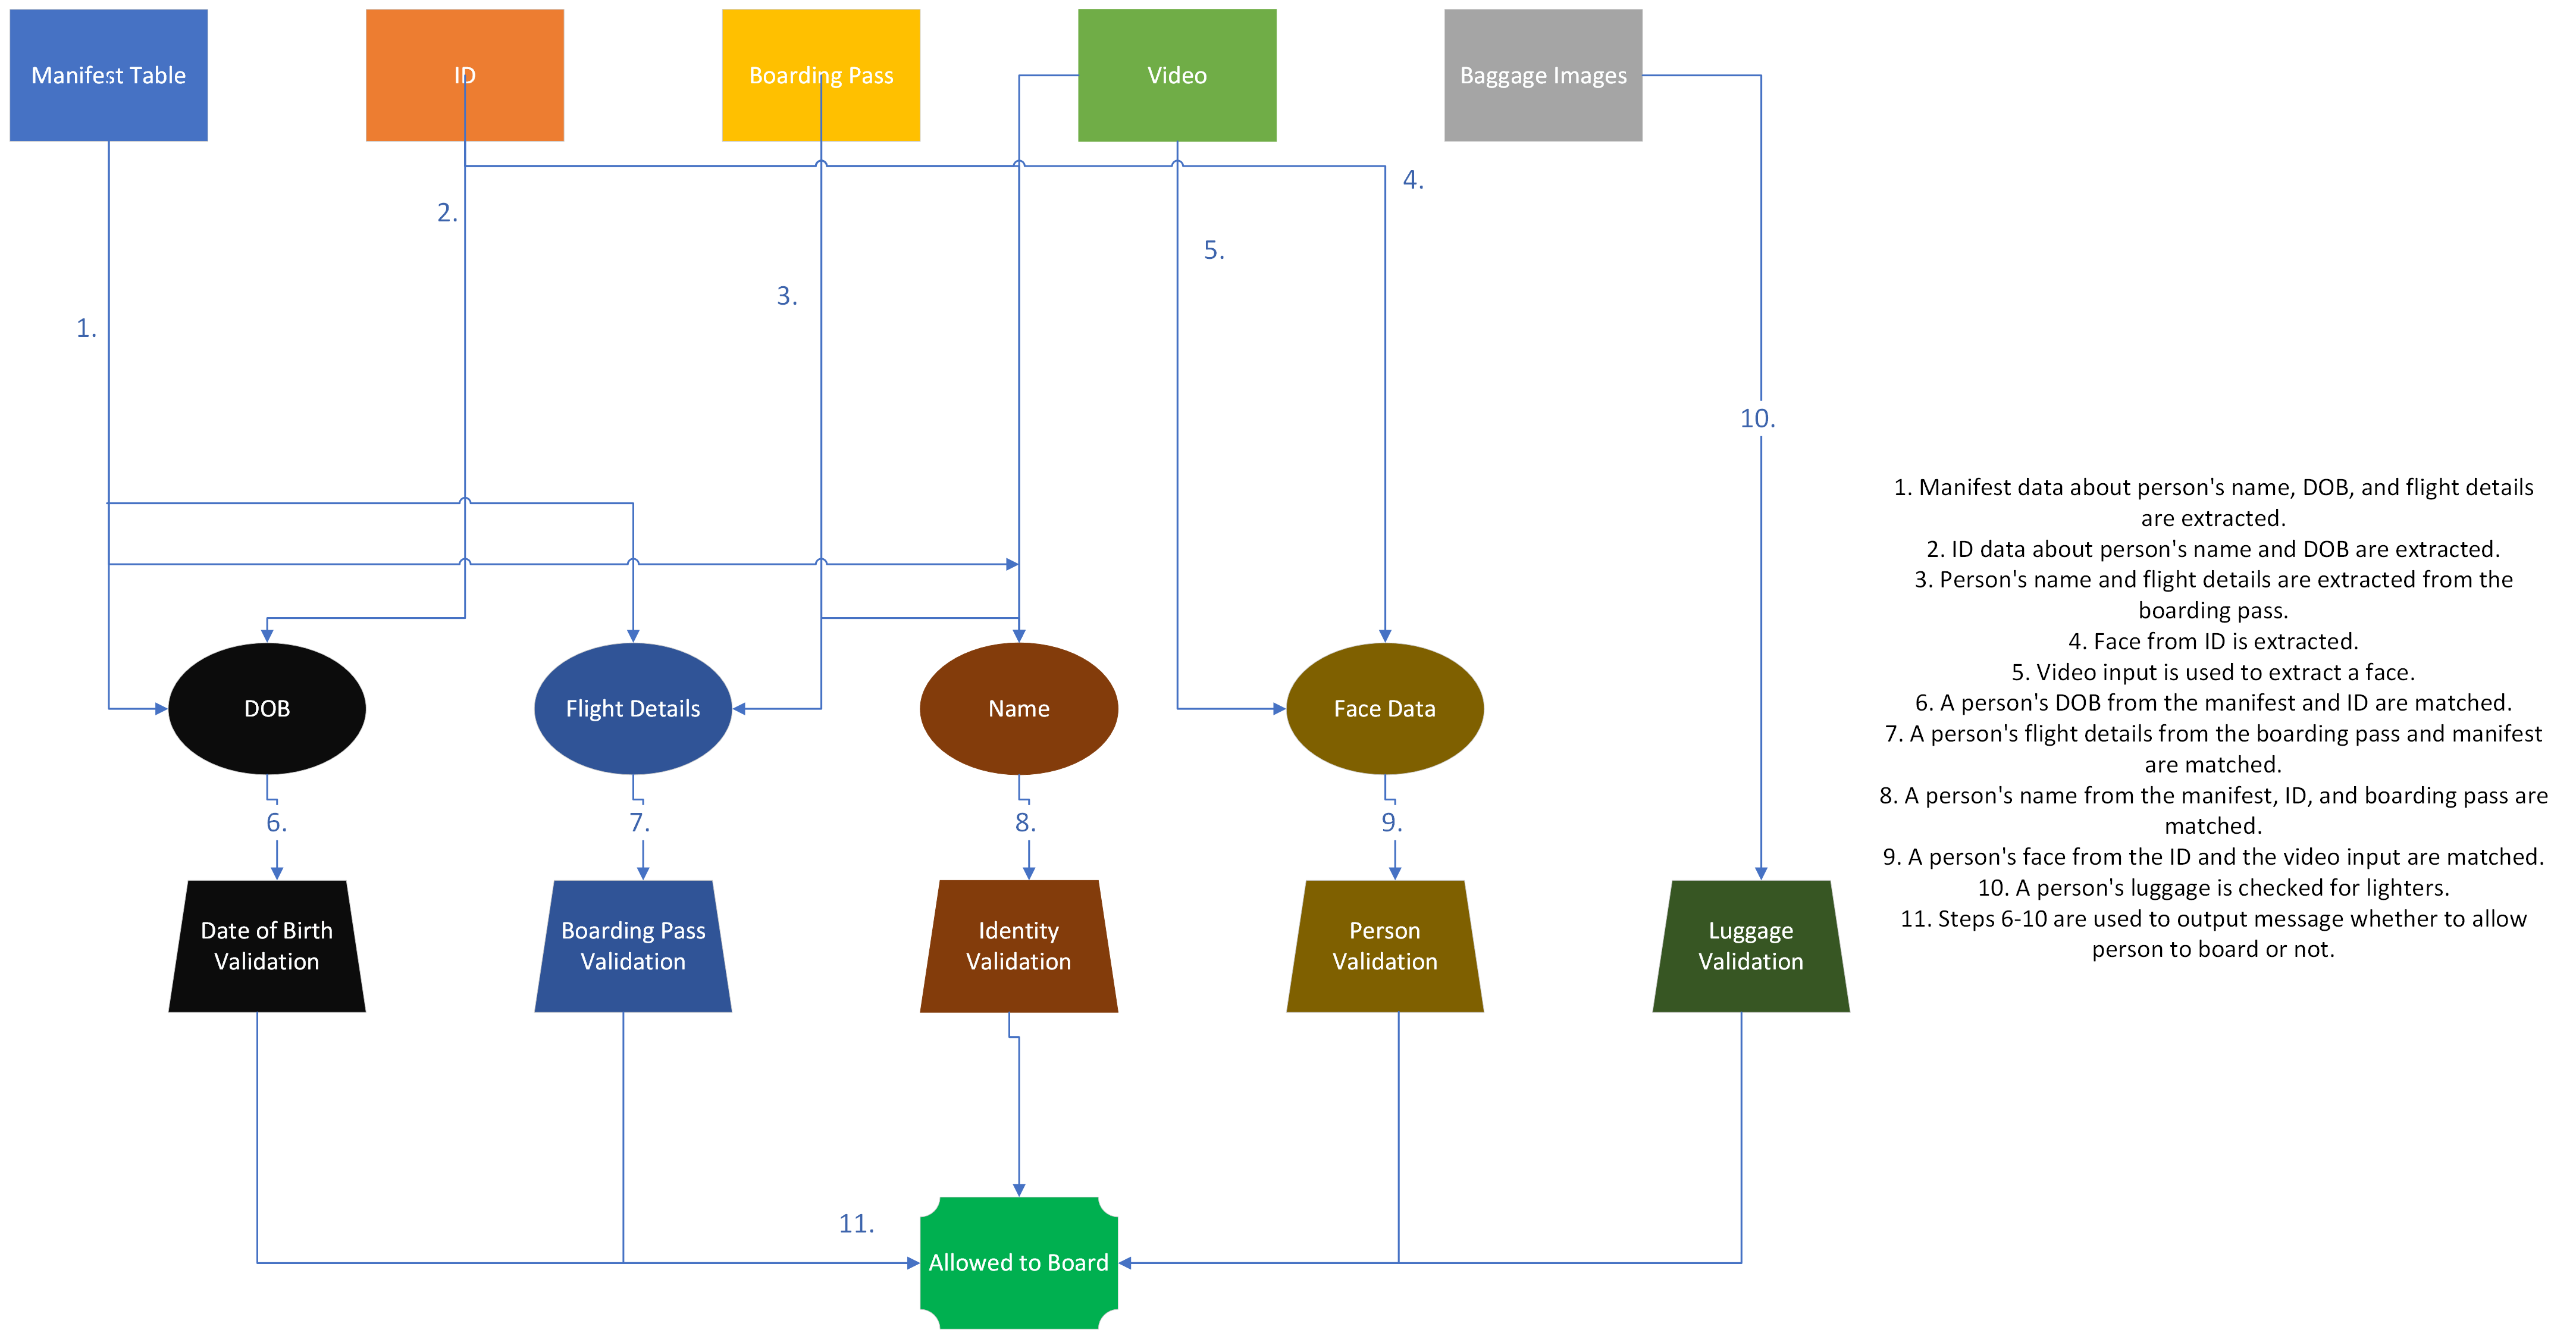 Manifest Table
ID
Boarding Pass
Video
Baggage Images
4.
2.
5.
3.
1.
10.
DOB
Flight Details
Name
Face Data
6.
7.
8.
9.
Date of Birth
Validation
Boarding Pass
Validation
Identity
Validation
Person
Validation
Luggage
Validation
11.
Allowed to Board
1. Manifest data about person's name, DOB, and flight details
are extracted.
2. ID data about person's name and DOB are extracted.
3. Person's name and flight details are extracted from the
boarding pass.
4. Face from ID is extracted.
5. Video input is used to extract a face.
6. A person's DOB from the manifest and ID are matched.
7. A person's flight details from the boarding pass and manifest
are matched.
8. A person's name from the manifest, ID, and boarding pass are
matched.
9. A person's face from the ID and the video input are matched.
10. A person's luggage is checked for lighters.
11. Steps 6-10 are used to output message whether to allow
person to board or not.